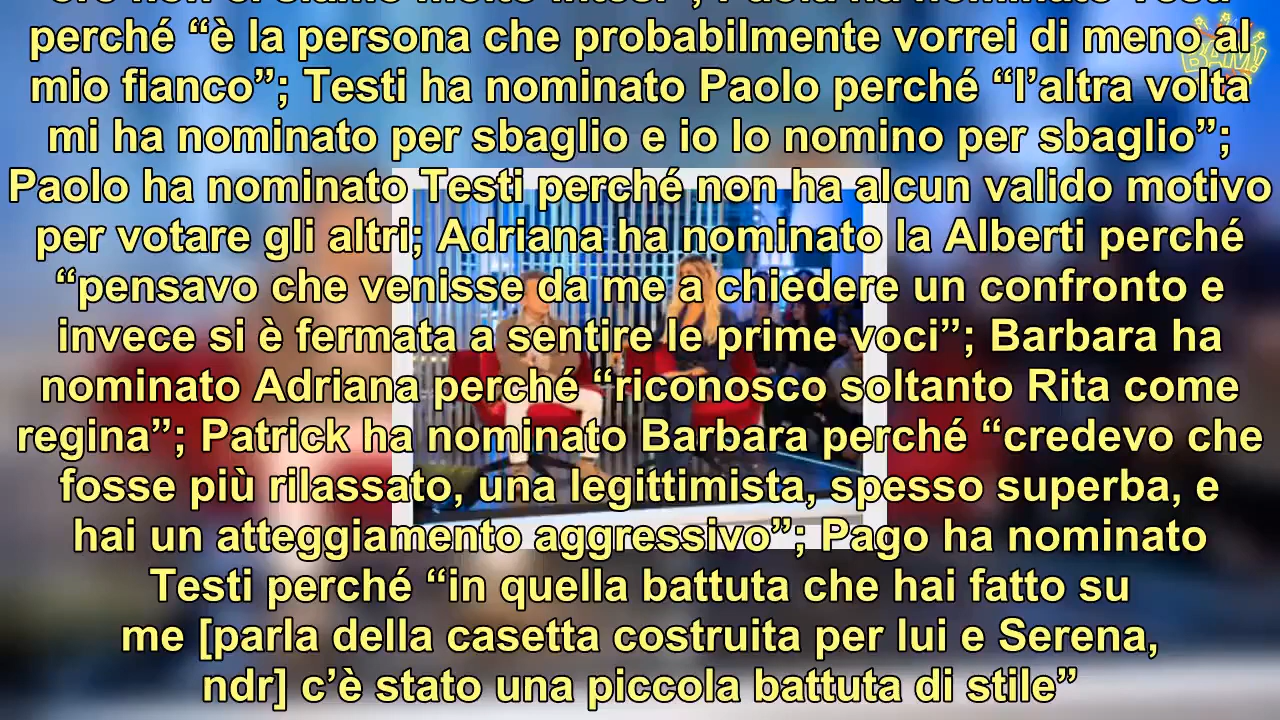 perché “è la persona che probabilmente vorrei di meno al
mio fianco”; Testi ha nominato Paolo perché “l’altra volta
mi ha nominato per sbaglio e io lo nomino per sbaglio”;
Paolo ha nominato Testi perché non ha alcun valido motivo
per votare gli altri; Adriana ha nominato la Alberti perché
“pensavo che venisse da me a chiedere un confronto e
invece si è fermata a sentire le prime voci”; Barbara ha
nominato Adriana perché “riconosco soltanto Rita come
regina”; Patrick ha nominato Barbara perché “credevo che
fosse più rilassato, una legittimista, spesso superba, e
hai un atteggiamento aggressivo”; Pago ha nominato
Testi perché “in quella battuta che hai fatto su
me [parla della casetta costruita per lui e Serena,
ndr] c’è stato una piccola battuta di stile”
BAM!